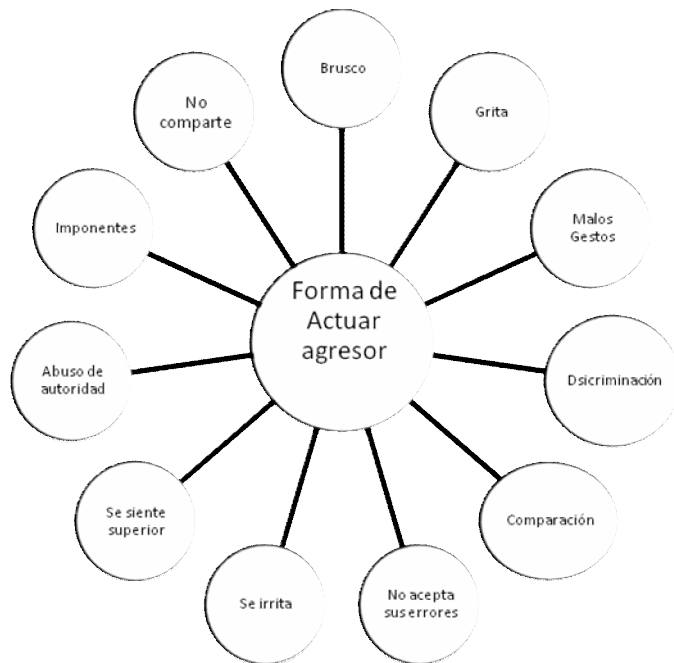 Forma de
Actuar
agresor
Brusco
Grita
Malos
Gestos
Dsicriminación
Comparación
No acepta
sus errores
Se irrita
Se siente
superior
Abuso de
autoridad
Imponentes
No
comparte